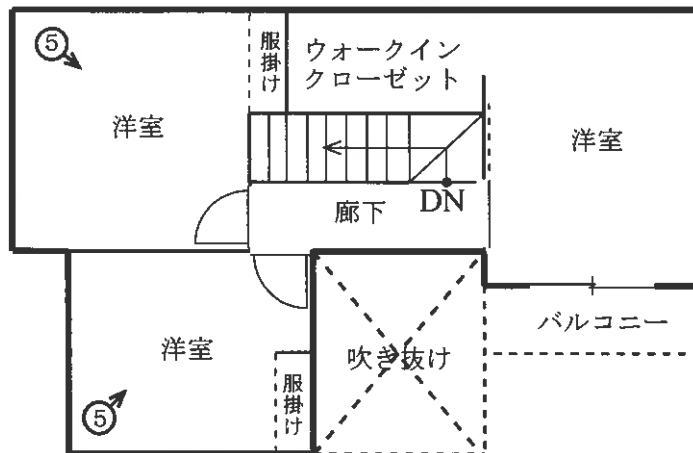 ⑤
服掛け
ウォークイン
クローゼット
洋室
洋室
廊下
DN
バルコニー
洋室
吹き抜け
服掛け
⑤